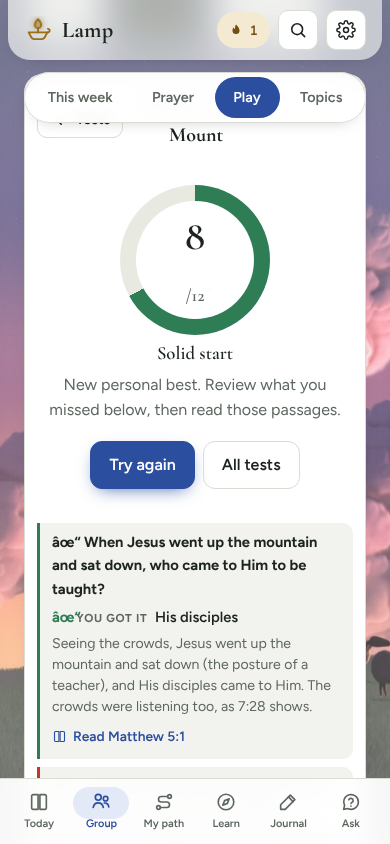 Lamp
1
This week Prayer Play Topics
Mount
8
/12
Solid start
New personal best. Review what you
missed below, then read those passages.
Try again All tests
âœ“ When Jesus went up the mountain
and sat down, who came to Him to be
taught?
âœ“ YOU GOT IT His disciples
Seeing the crowds, Jesus went up the
mountain and sat down (the posture of a
teacher), and His disciples came to Him. The
crowds were listening too, as 7:28 shows.
Read Matthew 5:1
Today Group My path Learn Journal Ask